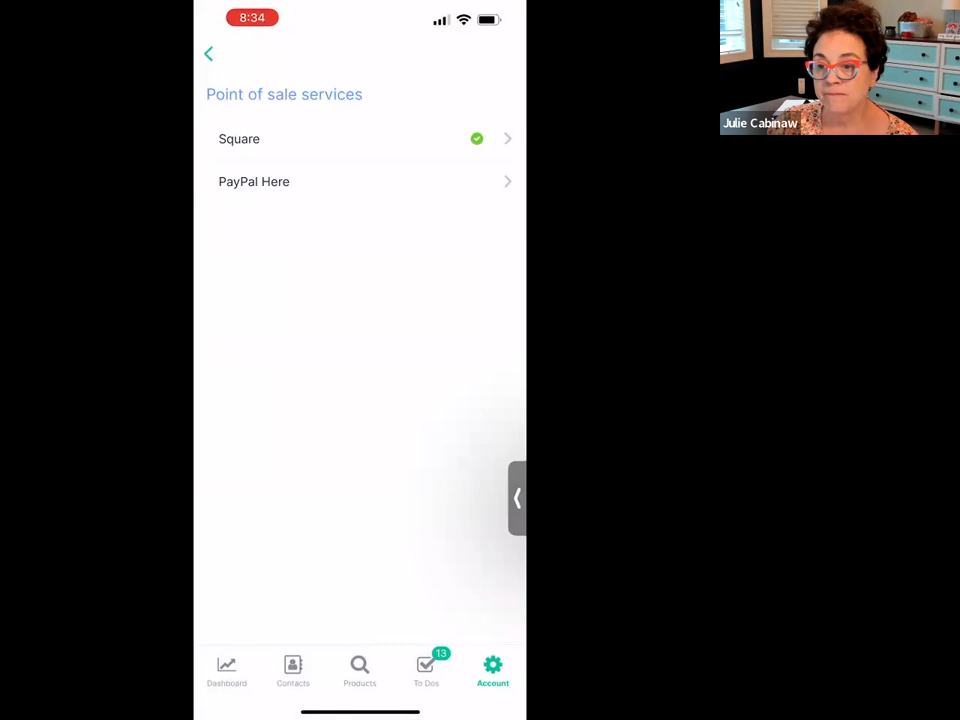 8:34
Point of sale services
Square
PayPal Here
Julie Cabinaw
13
Dashboard
Contacts
Products
To Dos
Account